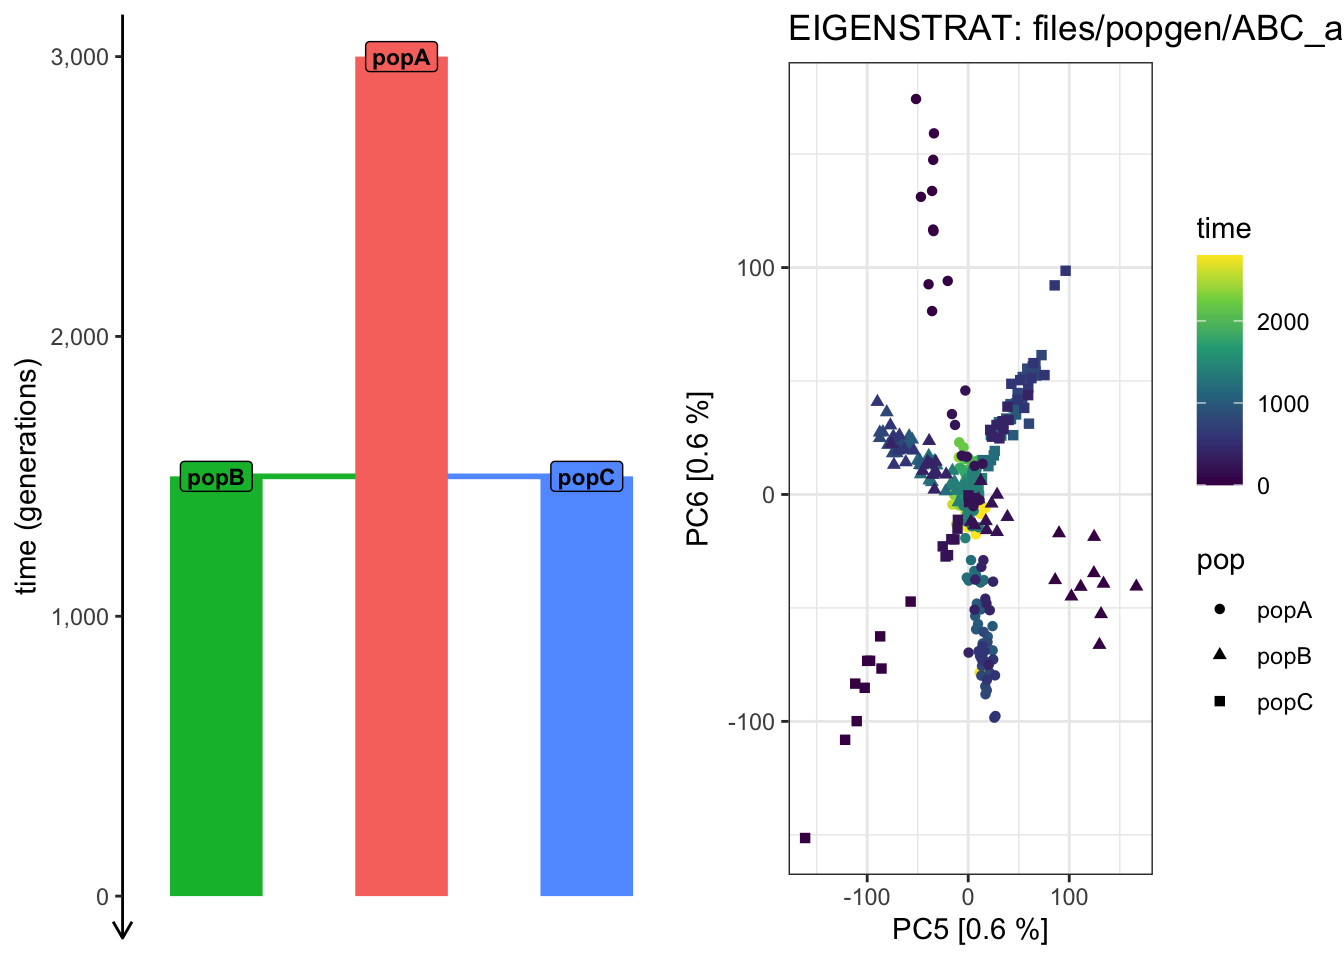 EIGENSTRAT: files/popgen/ABC_a
3,000
2,000
1,000
0
time (generations)
popA
popB
popC
100
0
-100
PC6 [0.6 %]
-100
0
100
PC5 [0.6 %]
time
2000
1000
0
pop
popA
popB
popC